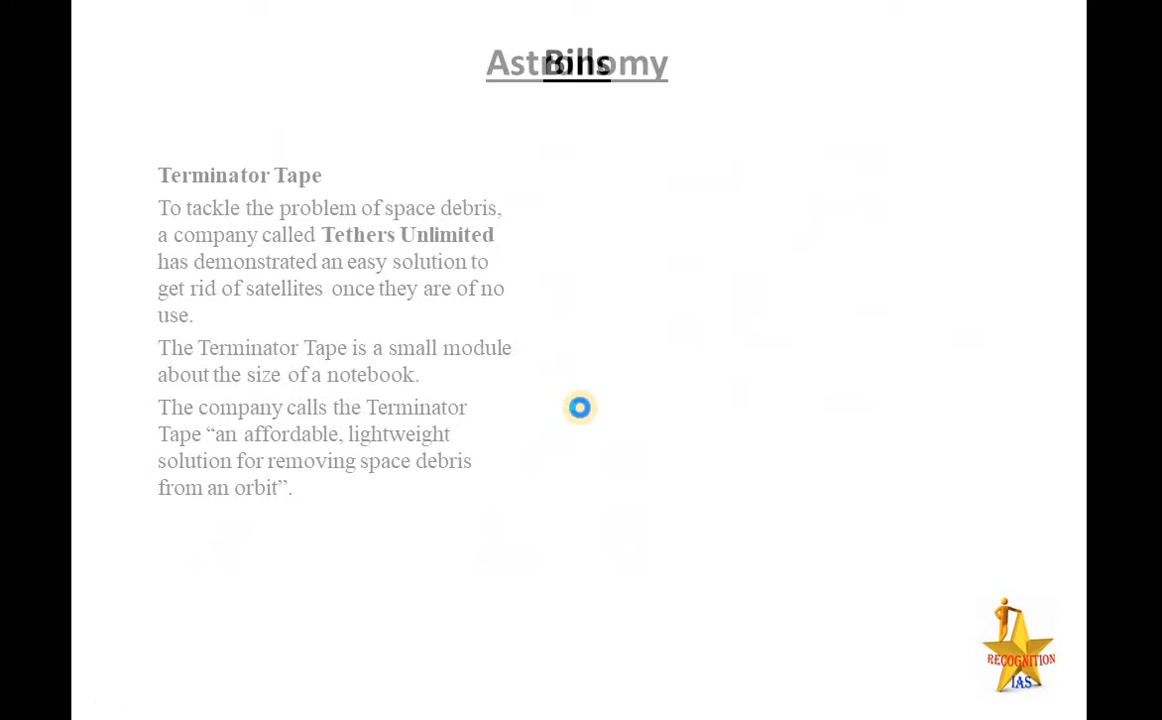 Astronomy
Bills
Terminator Tape
To tackle the problem of space debris,
a company called Tethers Unlimited
has demonstrated an easy solution to
get rid of satellites once they are of no
use.
The Terminator Tape is a small module
about the size of a notebook.
The company calls the Terminator
Tape “an affordable, lightweight
solution for removing space debris
from an orbit”.
RECOGNITION
IAS